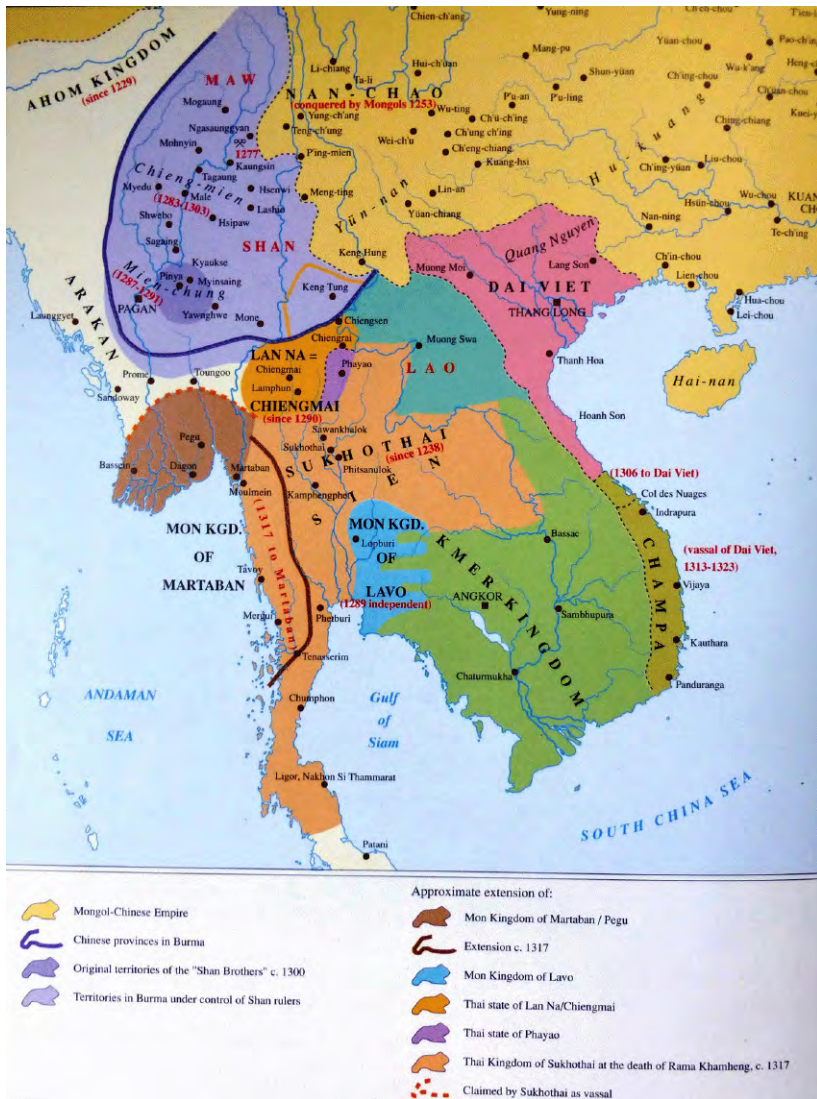 Chien-ch'ang
Yung-ning
Mang-pu
Yüan-chou
Pao-ch'ing
Li-chiang
Hui-ch'uan
Wu-k'ang
Ta-li
Shun-yüan
Ch'ing-chou
AHOM KINGDOM
(since 1229)
MAW
NAN-CHAO
(conquered by Mongols 1253)
P'u-an
P'u-ling
Mogaung
Yung-ch'ang
Wu-ting
Ch'ü-ch'ing
Ngasaunggyan
Teng-ch'ung
Wei-ch'u
Ch'ung ch'ing
Ching-chiang
Mohnyin
1277
P'ing-mien
Ch'eng-chiang
Hu-kuang
Kaungsin
Kuang-hsi
Liu-chou
Tagaung
Ch'ing-yüan
Chieng-mien
Myedu
Male
Hsenwi
Meng-ting
Lin-an
Wu-chou
(1283-1303)
Lashio
Yün-nan
Yüan-chiang
Hsün-chou
Shwebo
Hsipaw
Nan-ning
Te-ch'ing
SHAN
Quang Nguyen
Sagaing
Keng Hung
Lang Son
Ch'in-chou
Kyaukse
Muong Moi
Lien-chou
Mien-chung
Pinya
Myinsaing
DAI VIET
(1287-1291)
Keng Tung
THANG LONG
Hua-chou
PAGAN
Yawnghwe
Mone
Chiengsen
Lei-chou
ARAKAN
Launggyet
Chiengrai
Muong Swa
Thanh Hoa
LAN NA =
Phayao
LAO
Hai-nan
Prome
Toungoo
Chiengmai
Sandoway
Lamphun
CHIENGMAI
(since 1290)
Hoanh Son
Sawankhalok
Pegu
SUKHOTHAI
(since 1238)
Sukhothai
Phitsanulok
(1306 to Dai Viet)
Bassein
Dagon
Martaban
Moulmein
Kamphengphet
SIEN
Col des Nuages
Indrapura
MON KGD.
OF
MARTABAN
(1317 to Martaban)
MON KGD.
OF
LAVO
(1289 independent)
Lopburi
Bassac
KMER KINGDOM
CHAMPA
(vassal of Dai Viet,
1313-1323)
Tavoy
Vijaya
ANGKOR
Sambhupura
Mergui
Phetburi
Kauthara
Tenasserim
Chaturmukha
Panduranga
ANDAMAN
SEA
Chumphon
Gulf
of
Siam
Ligor, Nakhon Si Thammarat
SOUTH CHINA SEA
Patani
Mongol-Chinese Empire
Chinese provinces in Burma
Original territories of the "Shan Brothers" c. 1300
Territories in Burma under control of Shan rulers
Approximate extension of:
Mon Kingdom of Martaban / Pegu
Extension c. 1317
Mon Kingdom of Lavo
Thai state of Lan Na/Chiengmai
Thai state of Phayao
Thai Kingdom of Sukhothai at the death of Rama Khamheng, c. 1317
Claimed by Sukhothai as vassal